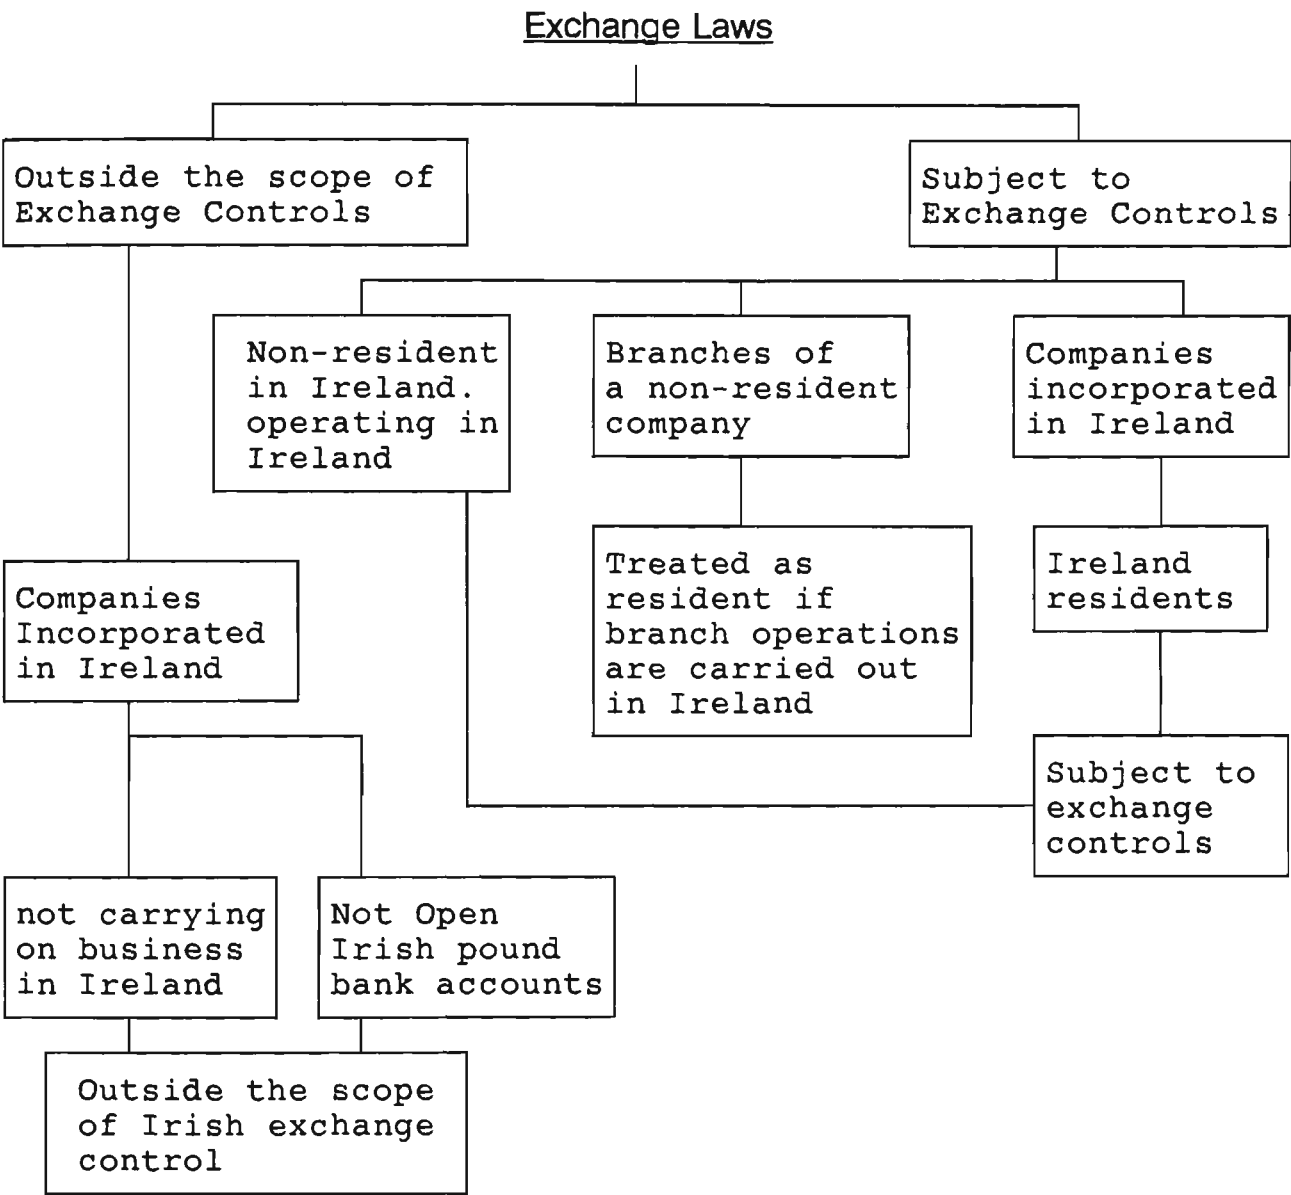 Exchange Laws
Outside the scope of
Exchange Controls
Subject to
Exchange Controls
Non-resident
in Ireland.
operating in
Ireland
Branches of
a non-resident
company
Companies
incorporated
in Ireland
Companies
Incorporated
in Ireland
Treated as
resident if
branch operations
are carried out
in Ireland
Ireland
residents
Subject to
exchange
controls
not carrying
on business
in Ireland
Not Open
Irish pound
bank accounts
Outside the scope
of Irish exchange
control